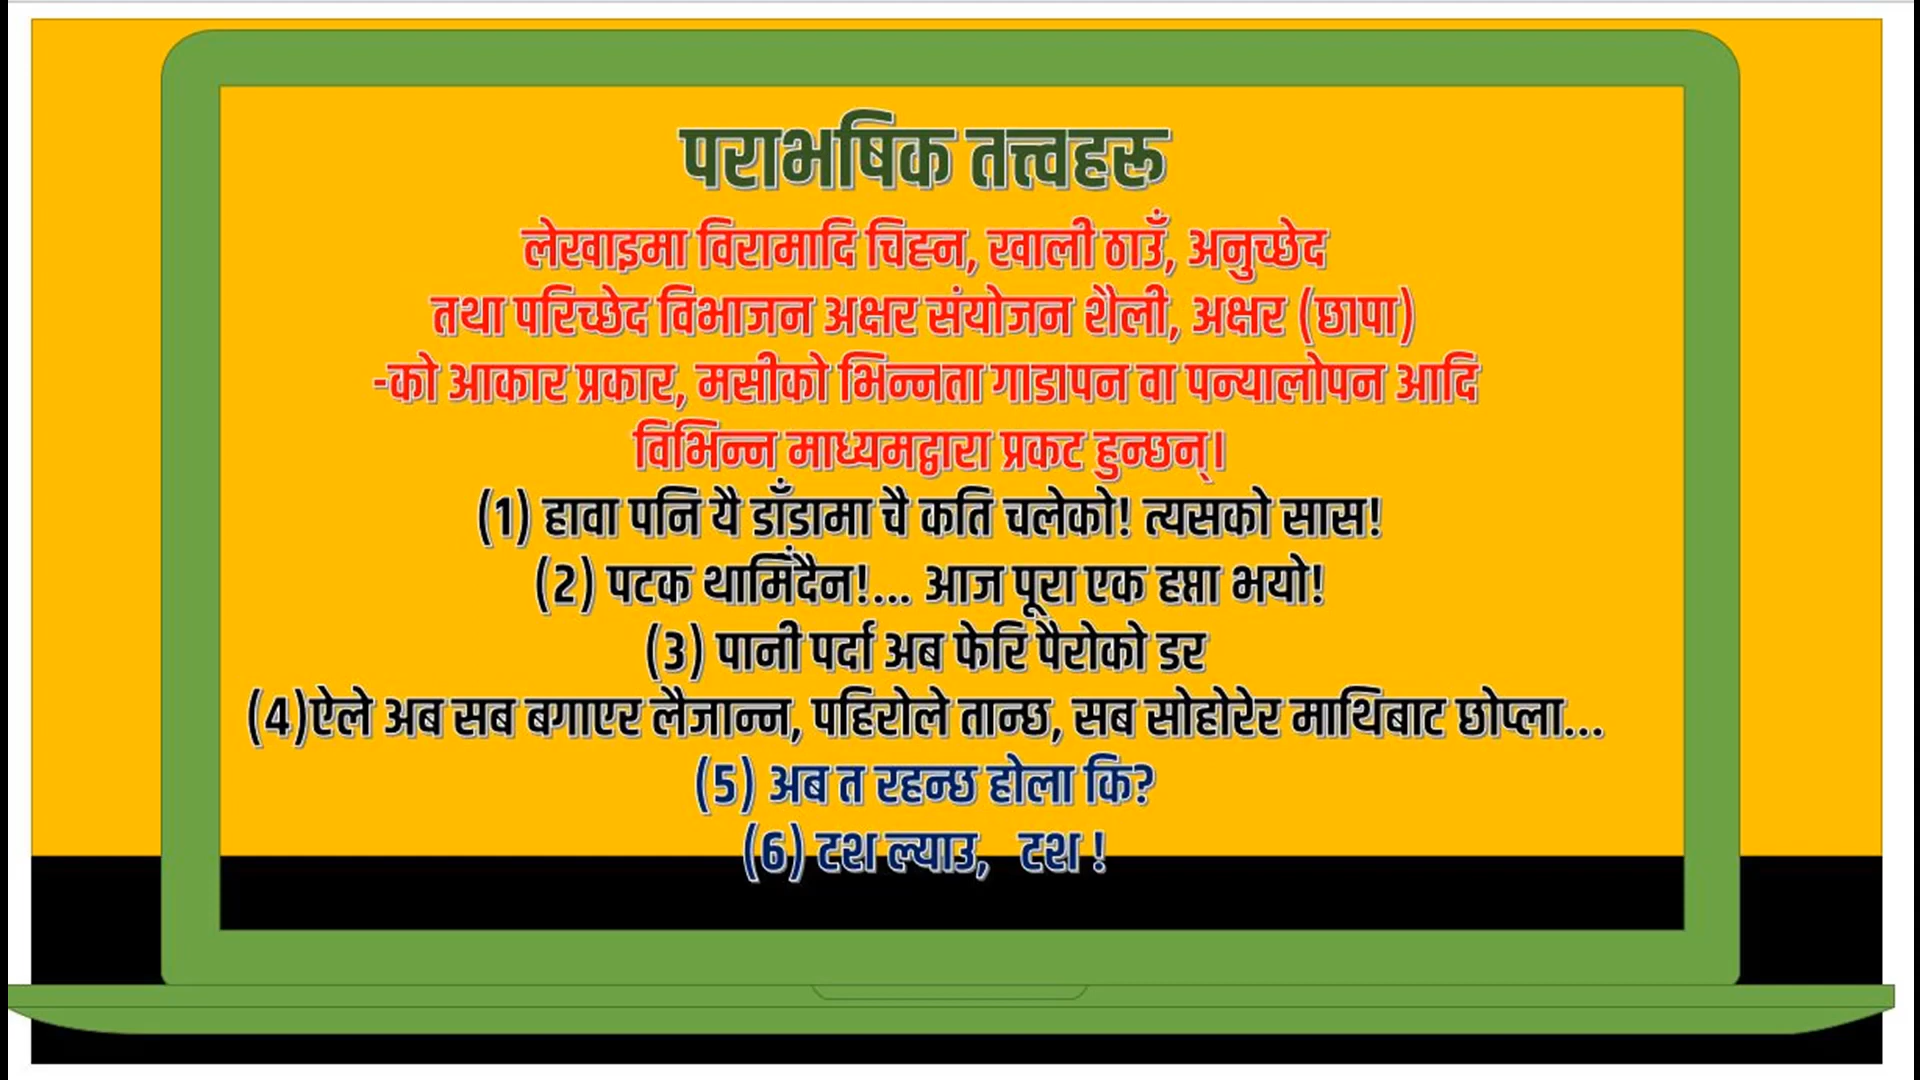 पराभषिक तत्त्वहरू
लेखाइमा विरामादि चिह्न, खाली ठाउँ, अनुच्छेद
तथा परिच्छेद विभाजन अक्षर संयोजन शैली, अक्षर (छापा)
-को आकार प्रकार, मसीको भिन्नता गाडापन वा पन्यालोपन आदि
विभिन्न माध्यमद्वारा प्रकट हुन्छन्।
(1) हावा पनि यै डाँडामा चै कति चलेको! त्यसको सास!
(2) पटक थामिंदैन!... आज पूरा एक हप्ता भयो!
(3) पानी पर्दा अब फेरि पैरोको डर
(4)ऐले अब सब बगाएर लैजान्न, पहिरोले तान्छ, सब सोहोरेर माथिबाट छोप्ला...
(5) अब त रहन्छ होला कि?
(6) टश ल्याउ, टश !